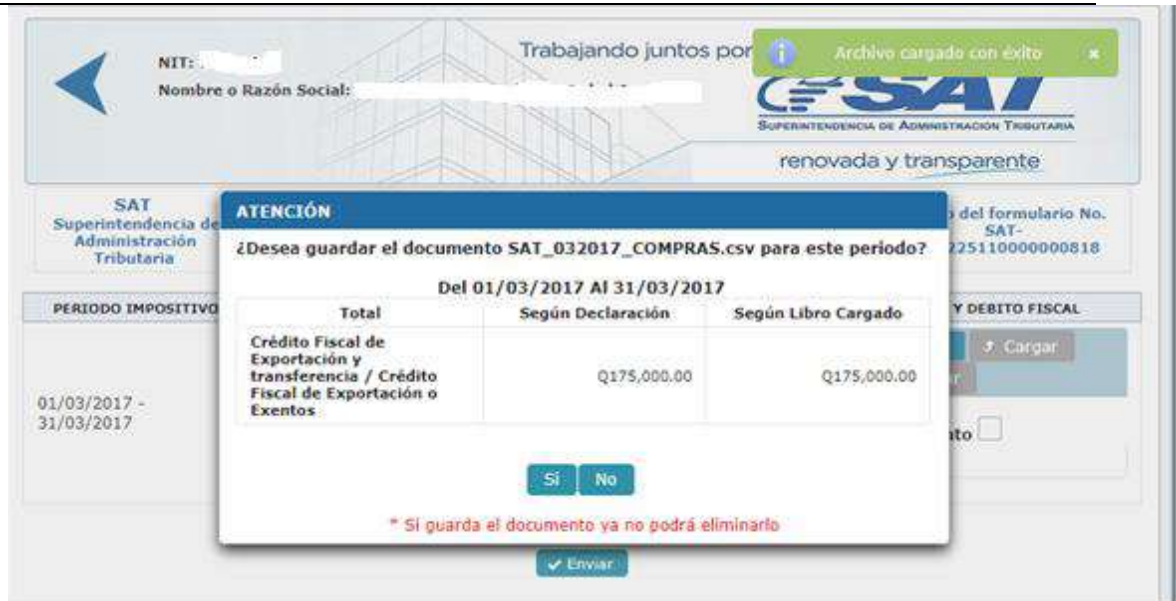 NIT:
Nombre o Razón Social:
Trabajando juntos por
Archivo cargado con éxito ×
SAT
SUPERINTENDENCIA DE ADMINISTRACIÓN TRIBUTARIA
renovada y transparente
SAT
Superintendencia de
Administración
Tributaria
del formulario No.
SAT-
225110000000818
ATENCIÓN
¿Desea guardar el documento SAT_032017_COMPRAS.csv para este periodo?
Del 01/03/2017 Al 31/03/2017
Total Según Declaración Según Libro Cargado
Crédito Fiscal de
Exportación y
transferencia / Crédito
Fiscal de Exportación o
Exentos
Q175,000.00 Q175,000.00
Si No
* Si guarda el documento ya no podrá eliminarlo
PERIODO IMPOSITIVO
Y DEBITO FISCAL
Cargar
01/03/2017 -
31/03/2017
Enviar